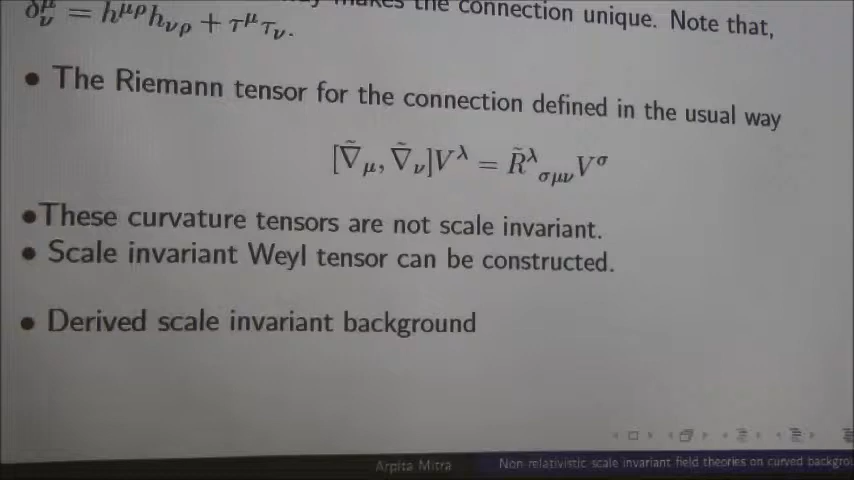 makes the connection unique. Note that,
δ^μ_ν = h^{μρ}h_{νρ} + τ^μ τ_ν.
• The Riemann tensor for the connection defined in the usual way
[∇̃_μ, ∇̃_ν]V^λ = R̃^λ_{σμν}V^σ
•These curvature tensors are not scale invariant.
• Scale invariant Weyl tensor can be constructed.
• Derived scale invariant background
Arpita Mitra Non relativistic scale invariant field theories on curved backgrou